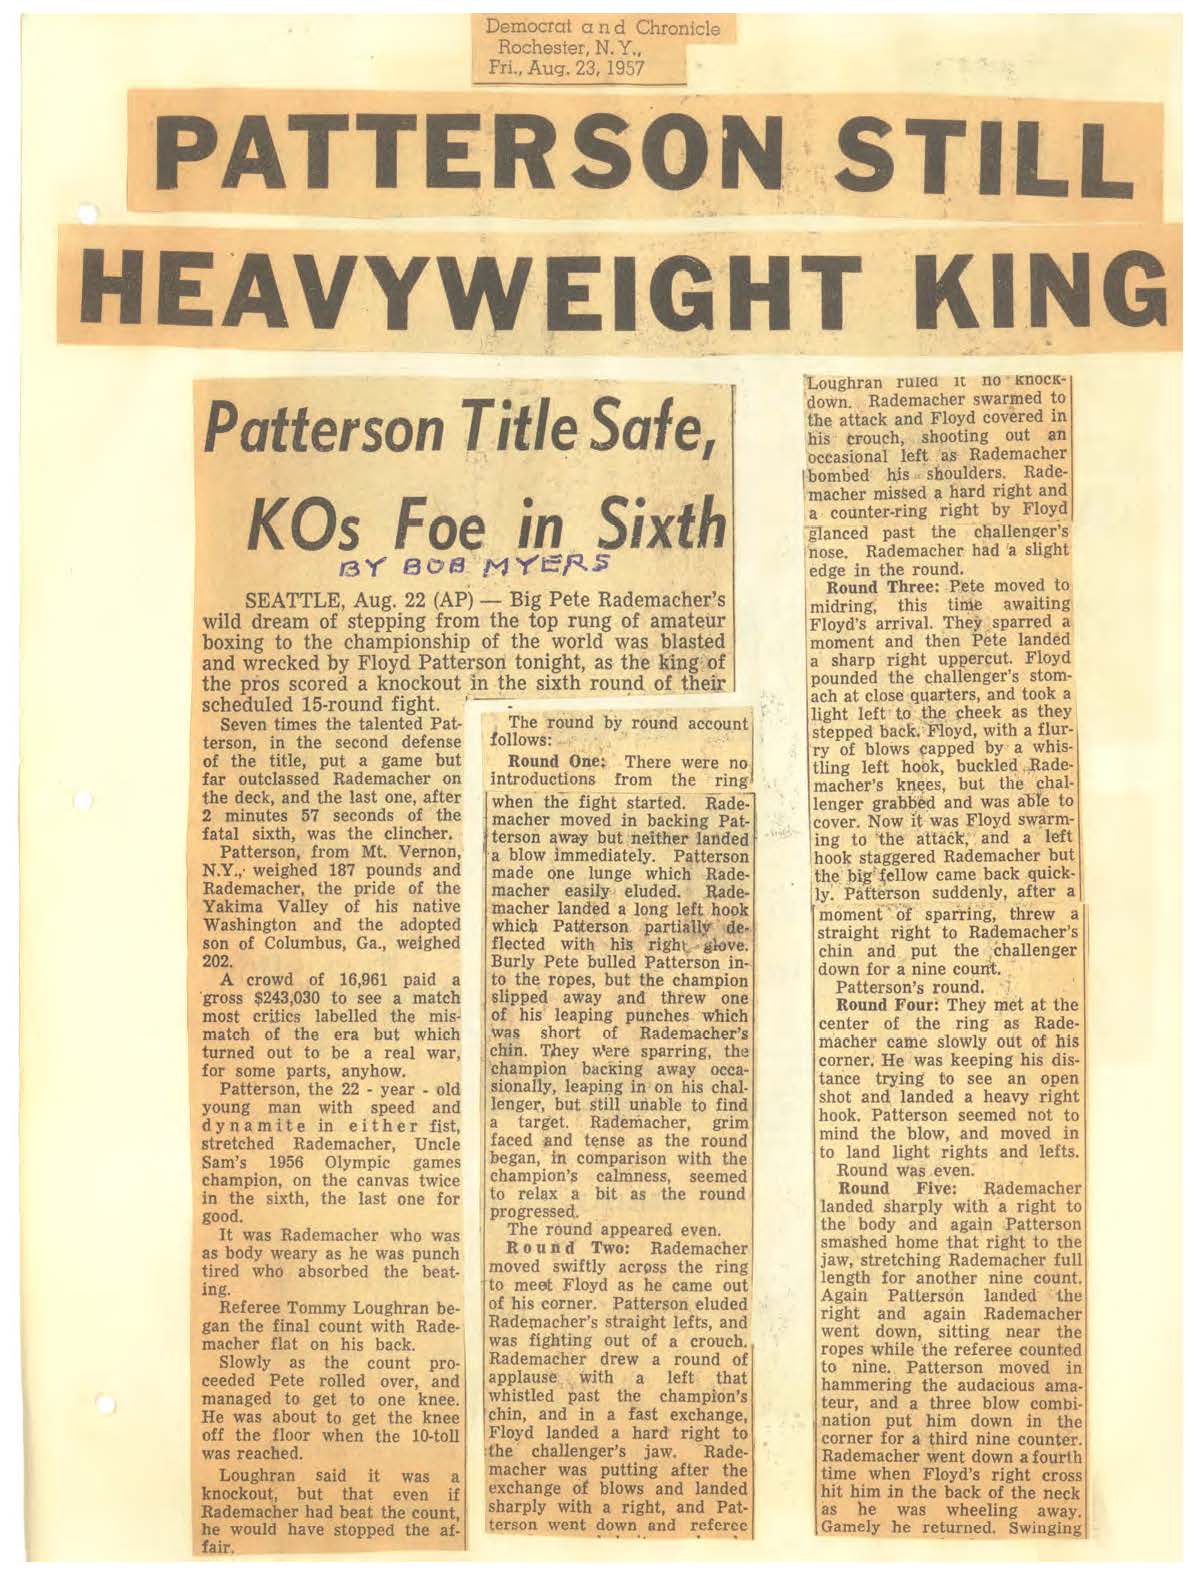 Democrat and Chronicle
Rochester, N. Y.,
Fri., Aug. 23, 1957
PATTERSON STILL
HEAVYWEIGHT KING
Patterson Title Safe,
KOs Foe in Sixth
BY BOB MYERS
SEATTLE, Aug. 22 (AP) — Big Pete Rademacher's
wild dream of stepping from the top rung of amateur
boxing to the championship of the world was blasted
and wrecked by Floyd Patterson tonight, as the king of
the pros scored a knockout in the sixth round of their
scheduled 15-round fight.
Seven times the talented Pat-
terson, in the second defense
of the title, put a game but
far outclassed Rademacher on
the deck, and the last one, after
2 minutes 57 seconds of the
fatal sixth, was the clincher.
Patterson, from Mt. Vernon,
N.Y., weighed 187 pounds and
Rademacher, the pride of the
Yakima Valley of his native
Washington and the adopted
son of Columbus, Ga., weighed
202.
A crowd of 16,961 paid a
gross $243,030 to see a match
most critics labelled the mis-
match of the era but which
turned out to be a real war,
for some parts, anyhow.
Patterson, the 22 - year - old
young man with speed and
dynamite in either fist,
stretched Rademacher, Uncle
Sam's 1956 Olympic games
champion, on the canvas twice
in the sixth, the last one for
good.
It was Rademacher who was
as body weary as he was punch
tired who absorbed the beat-
ing.
Referee Tommy Loughran be-
gan the final count with Rade-
macher flat on his back.
Slowly as the count pro-
ceeded Pete rolled over, and
managed to get to one knee.
He was about to get the knee
off the floor when the 10-toll
was reached.
Loughran said it was a
knockout, but that even if
Rademacher had beat the count,
he would have stopped the af-
fair.
The round by round account
follows:
Round One: There were no
introductions from the ring
when the fight started. Rade-
macher moved in backing Pat-
terson away but neither landed
a blow immediately. Patterson
made one lunge which Rade-
macher easily eluded. Rade-
macher landed a long left hook
which Patterson partially de-
flected with his right glove.
Burly Pete bulled Patterson in-
to the ropes, but the champion
slipped away and threw one
of his leaping punches which
was short of Rademacher's
chin. They were sparring, the
champion backing away occa-
sionally, leaping in on his chal-
lenger, but still unable to find
a target. Rademacher, grim
faced and tense as the round
began, in comparison with the
champion's calmness, seemed
to relax a bit as the round
progressed.
The round appeared even.
Round Two: Rademacher
moved swiftly across the ring
to meet Floyd as he came out
of his corner. Patterson eluded
Rademacher's straight lefts, and
was fighting out of a crouch.
Rademacher drew a round of
applause with a left that
whistled past the champion's
chin, and in a fast exchange,
Floyd landed a hard right to
the challenger's jaw. Rade-
macher was putting after the
exchange of blows and landed
sharply with a right, and Pat-
terson went down and referee
Loughran ruled it no knock-
down. Rademacher swarmed to
the attack and Floyd covered in
his crouch, shooting out an
occasional left as Rademacher
bombed his shoulders. Rade-
macher missed a hard right and
a counter-ring right by Floyd
glanced past the challenger's
nose. Rademacher had a slight
edge in the round.
Round Three: Pete moved to
midring, this time awaiting
Floyd's arrival. They sparred a
moment and then Pete landed
a sharp right uppercut. Floyd
pounded the challenger's stom-
ach at close quarters, and took a
light left to the cheek as they
stepped back. Floyd, with a flur-
ry of blows capped by a whis-
tling left hook, buckled Rade-
macher's knees, but the chal-
lenger grabbed and was able to
cover. Now it was Floyd swarm-
ing to the attack, and a left
hook staggered Rademacher but
the big fellow came back quick-
ly. Patterson suddenly, after a
moment of sparring, threw a
straight right to Rademacher's
chin and put the challenger
down for a nine count.
Patterson's round.
Round Four: They met at the
center of the ring as Rade-
macher came slowly out of his
corner. He was keeping his dis-
tance trying to see an open
shot and landed a heavy right
hook. Patterson seemed not to
mind the blow, and moved in
to land light rights and lefts.
Round was even.
Round Five: Rademacher
landed sharply with a right to
the body and again Patterson
smashed home that right to the
jaw, stretching Rademacher full
length for another nine count.
Again Patterson landed the
right and again Rademacher
went down, sitting near the
ropes while the referee counted
to nine. Patterson moved in
hammering the audacious ama-
teur, and a three blow combi-
nation put him down in the
corner for a third nine counter.
Rademacher went down a fourth
time when Floyd's right cross
hit him in the back of the neck
as he was wheeling away.
Gamely he returned. Swinging